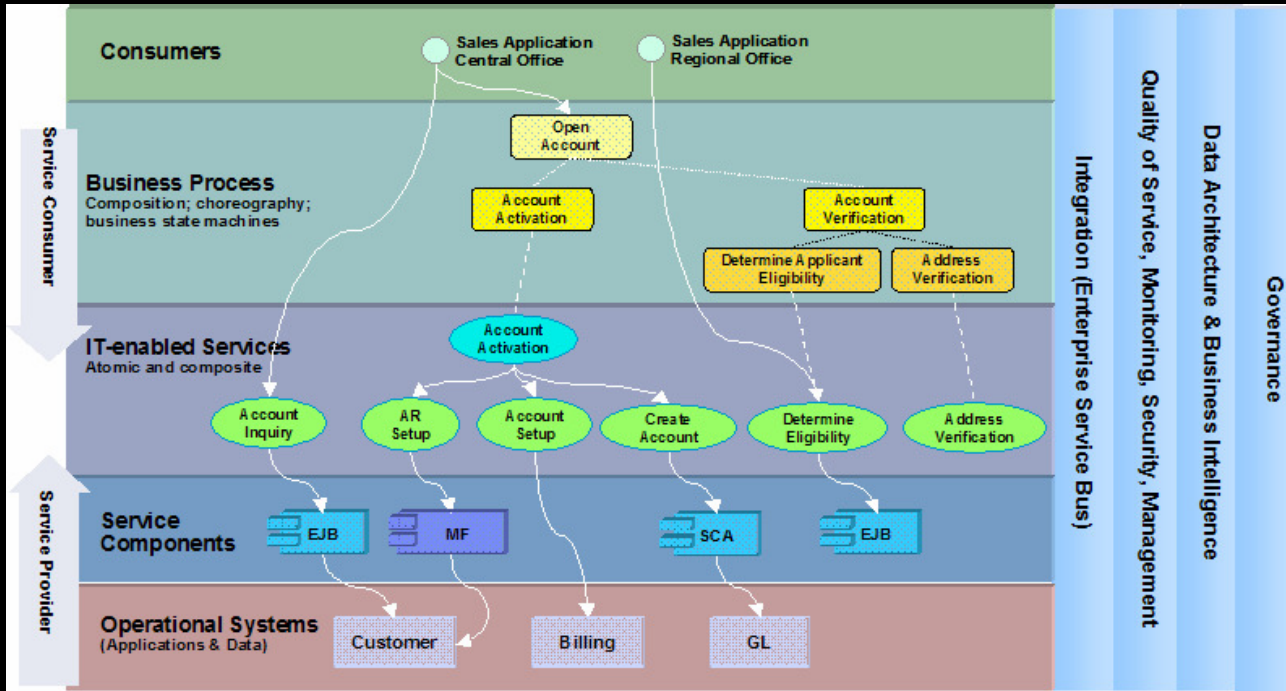 Consumers
Sales Application
Central Office
Sales Application
Regional Office
Open
Account
Business Process
Composition; choreography;
business state machines
Account
Activation
Account
Verification
Determine Applicant
Eligibility
Address
Verification
IT-enabled Services
Atomic and composite
Account
Activation
Account
Inquiry
AR
Setup
Account
Setup
Create
Account
Determine
Eligibility
Address
Verification
Service
Components
EJB
MF
SCA
EJB
Operational Systems
(Applications & Data)
Customer
Billing
GL
Service Consumer
Service Provider
Integration (Enterprise Service Bus)
Quality of Service, Monitoring, Security, Management
Data Architecture & Business Intelligence
Governance